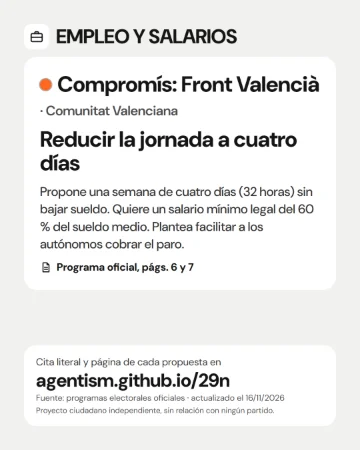 EMPLEO Y SALARIOS
Compromís: Front Valencià
· Comunitat Valenciana
Reducir la jornada a cuatro
días
Propone una semana de cuatro días (32 horas) sin
bajar sueldo. Quiere un salario mínimo legal del 60
% del sueldo medio. Plantea facilitar a los
autónomos cobrar el paro.
Programa oficial, págs. 6 y 7
Cita literal y página de cada propuesta en
agentism.github.io/29n
Fuente: programas electorales oficiales · actualizado el 16/11/2026
Proyecto ciudadano independiente, sin relación con ningún partido.